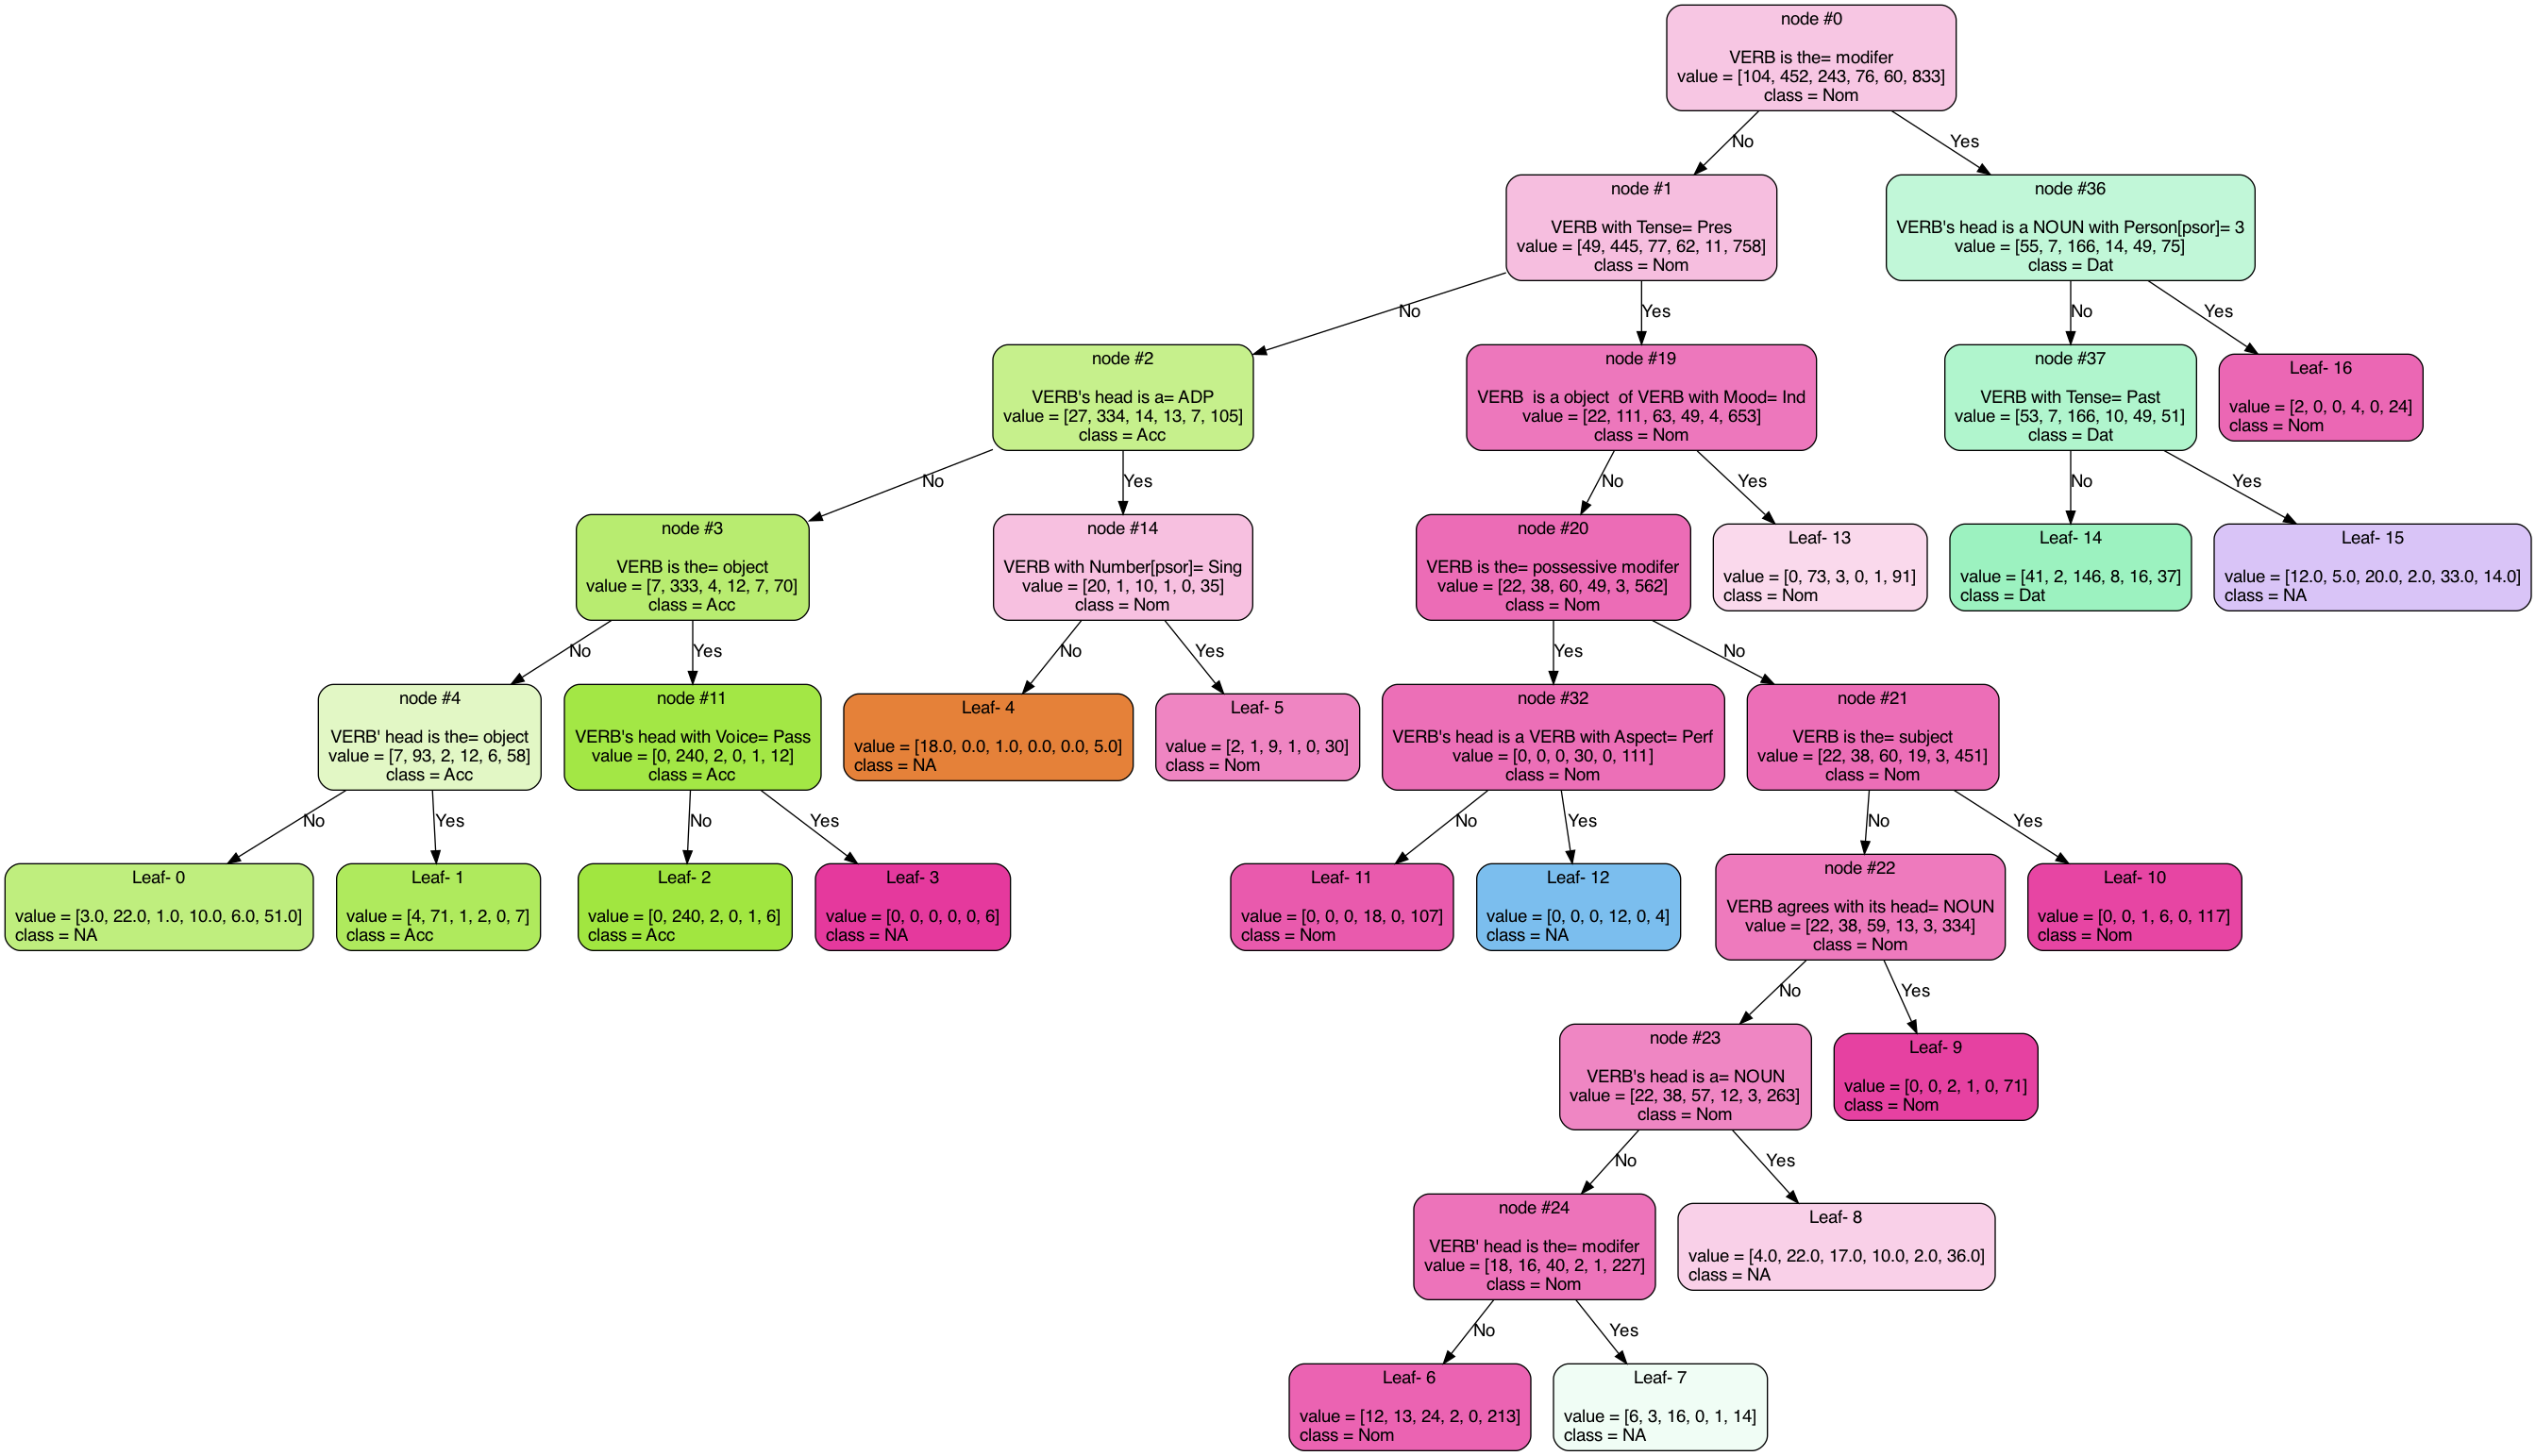 node #0
VERB is the= modifer
value = [104, 452, 243, 76, 60, 833]
class = Nom
No
Yes
node #1
VERB with Tense= Pres
value = [49, 445, 77, 62, 11, 758]
class = Nom
node #36
VERB's head is a NOUN with Person[psor]= 3
value = [55, 7, 166, 14, 49, 75]
class = Dat
No
Yes
No
Yes
node #2
VERB's head is a= ADP
value = [27, 334, 14, 13, 7, 105]
class = Acc
node #19
VERB  is a object  of VERB with Mood= Ind
value = [22, 111, 63, 49, 4, 653]
class = Nom
node #37
VERB with Tense= Past
value = [53, 7, 166, 10, 49, 51]
class = Dat
Leaf- 16
value = [2, 0, 0, 4, 0, 24]
class = Nom
No
Yes
No
Yes
No
Yes
node #3
VERB is the= object
value = [7, 333, 4, 12, 7, 70]
class = Acc
node #14
VERB with Number[psor]= Sing
value = [20, 1, 10, 1, 0, 35]
class = Nom
node #20
VERB is the= possessive modifer
value = [22, 38, 60, 49, 3, 562]
class = Nom
Leaf- 13
value = [0, 73, 3, 0, 1, 91]
class = Nom
Leaf- 14
value = [41, 2, 146, 8, 16, 37]
class = Dat
Leaf- 15
value = [12.0, 5.0, 20.0, 2.0, 33.0, 14.0]
class = NA
No
Yes
No
Yes
Yes
No
node #4
VERB' head is the= object
value = [7, 93, 2, 12, 6, 58]
class = Acc
node #11
VERB's head with Voice= Pass
value = [0, 240, 2, 0, 1, 12]
class = Acc
Leaf- 4
value = [18.0, 0.0, 1.0, 0.0, 0.0, 5.0]
class = NA
Leaf- 5
value = [2, 1, 9, 1, 0, 30]
class = Nom
node #32
VERB's head is a VERB with Aspect= Perf
value = [0, 0, 0, 30, 0, 111]
class = Nom
node #21
VERB is the= subject
value = [22, 38, 60, 19, 3, 451]
class = Nom
No
Yes
No
Yes
No
Yes
No
Yes
Leaf- 0
value = [3.0, 22.0, 1.0, 10.0, 6.0, 51.0]
class = NA
Leaf- 1
value = [4, 71, 1, 2, 0, 7]
class = Acc
Leaf- 2
value = [0, 240, 2, 0, 1, 6]
class = Acc
Leaf- 3
value = [0, 0, 0, 0, 0, 6]
class = NA
Leaf- 11
value = [0, 0, 0, 18, 0, 107]
class = Nom
Leaf- 12
value = [0, 0, 0, 12, 0, 4]
class = NA
node #22
VERB agrees with its head= NOUN
value = [22, 38, 59, 13, 3, 334]
class = Nom
Leaf- 10
value = [0, 0, 1, 6, 0, 117]
class = Nom
No
Yes
node #23
VERB's head is a= NOUN
value = [22, 38, 57, 12, 3, 263]
class = Nom
Leaf- 9
value = [0, 0, 2, 1, 0, 71]
class = Nom
No
Yes
node #24
VERB' head is the= modifer
value = [18, 16, 40, 2, 1, 227]
class = Nom
Leaf- 8
value = [4.0, 22.0, 17.0, 10.0, 2.0, 36.0]
class = NA
No
Yes
Leaf- 6
value = [12, 13, 24, 2, 0, 213]
class = Nom
Leaf- 7
value = [6, 3, 16, 0, 1, 14]
class = NA